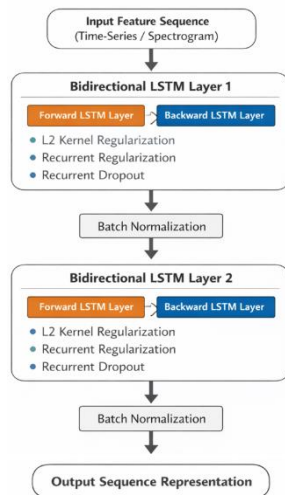 Input Feature Sequence
(Time-Series / Spectrogram)
Bidirectional LSTM Layer 1
Forward LSTM Layer Backward LSTM Layer
• L2 Kernel Regularization
• Recurrent Regularization
• Recurrent Dropout
Batch Normalization
Bidirectional LSTM Layer 2
Forward LSTM Layer Backward LSTM Layer
• L2 Kernel Regularization
• Recurrent Regularization
• Recurrent Dropout
Batch Normalization
Output Sequence Representation